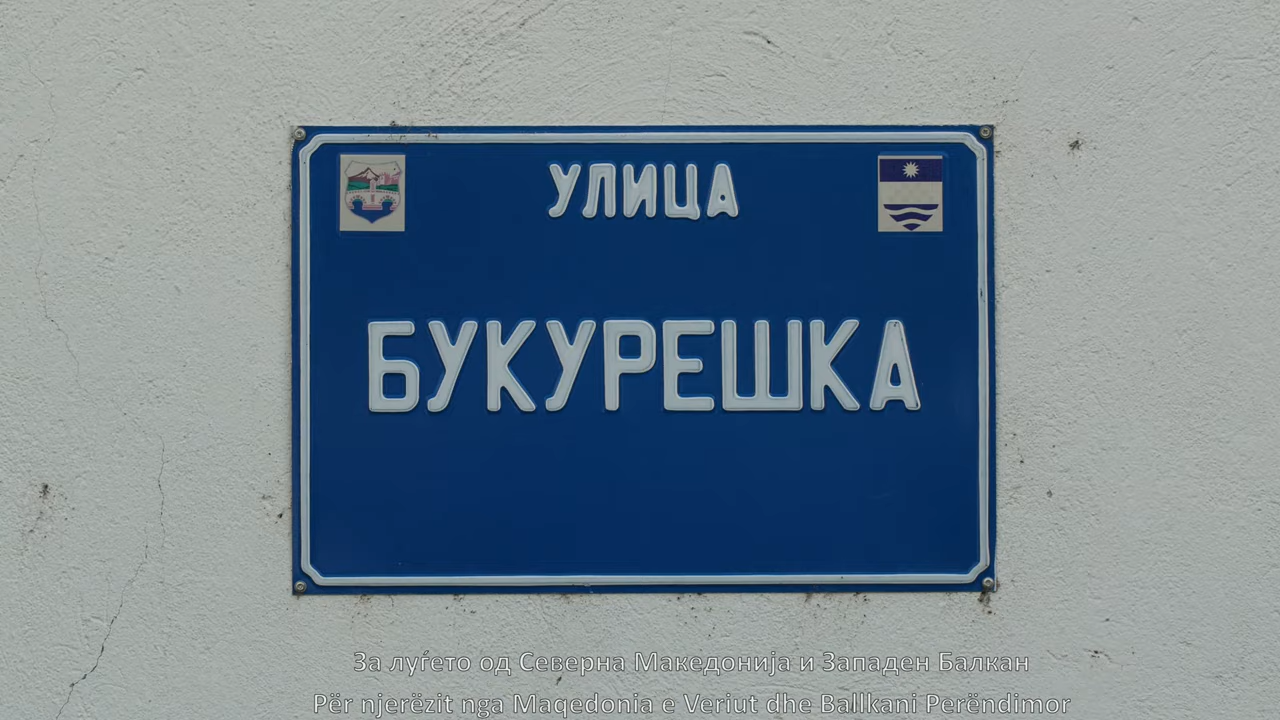 УЛИЦА
БУКУРЕШКА
За луѓето од Северна Македонија и Западен Балкан
Për njerëzit nga Maqedonia e Veriut dhe Ballkani Perëndimor